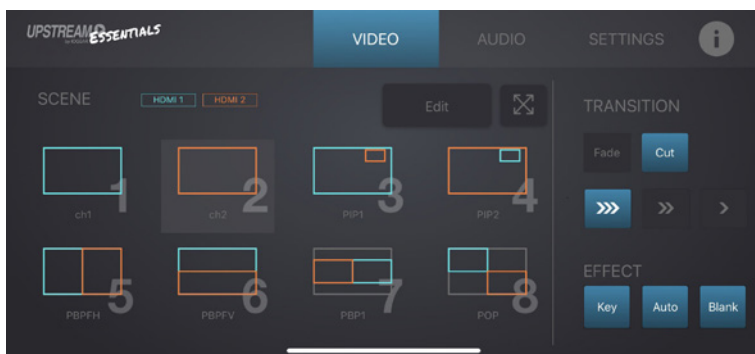 UPSTREAM ESSENTIALS
VIDEO
AUDIO
SETTINGS
i
SCENE
HDMI 1
HDMI 2
Edit
TRANSITION
Fade
Cut
1
ch1
2
ch2
3
PIP1
4
PIP2
>>>
>>
>
5
PBPFH
6
PBPFV
7
PBP1
8
POP
EFFECT
Key
Auto
Blank